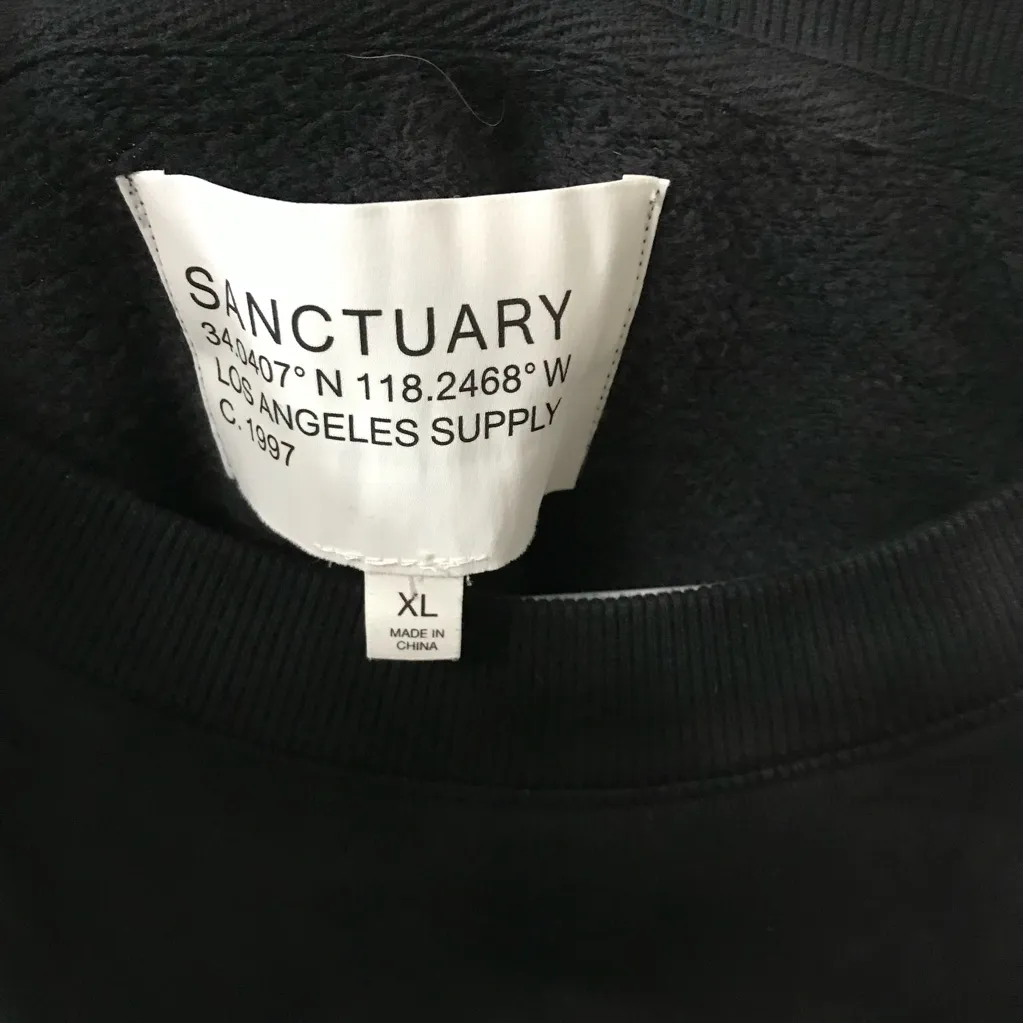 SANCTUARY
34.0407° N 118.2468° W
LOS ANGELES SUPPLY
C. 1997
XL
MADE IN
CHINA